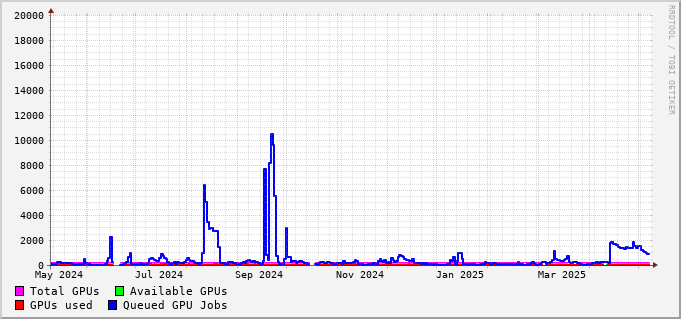 20000
18000
16000
14000
12000
10000
8000
6000
4000
2000
0
May 2024 Jul 2024 Sep 2024 Nov 2024 Jan 2025 Mar 2025
Total GPUs Available GPUs
GPUs used Queued GPU Jobs
RRDTOOL / TOBI OETIKER